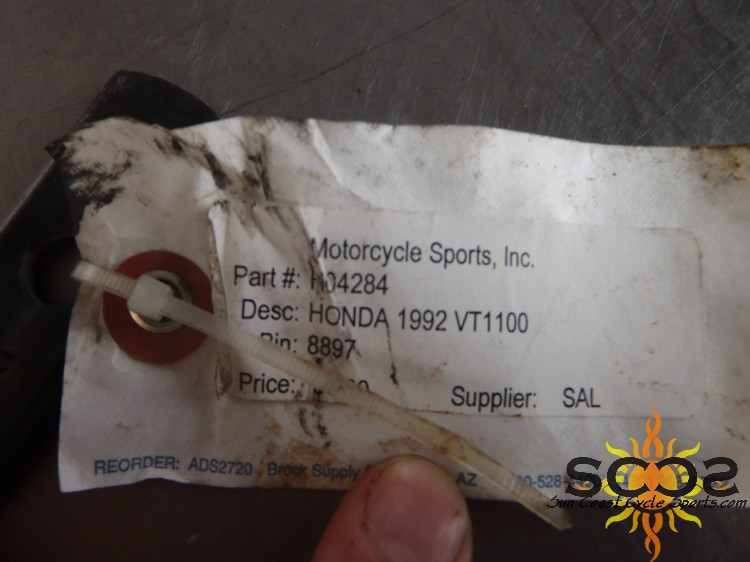 Motorcycle Sports, Inc.
Part #: H04284
Desc: HONDA 1992 VT1100
Bin: 8897
Price:
Supplier: SAL
REORDER: ADS2720 Brock Supply AZ
Sun Coast Cycle Sports.com